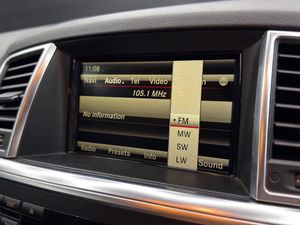 11:08
Navi Audio Tel Video
105.1 MHz
No Information
• FM
MW
SW
LW
Radio Presets Info Sound